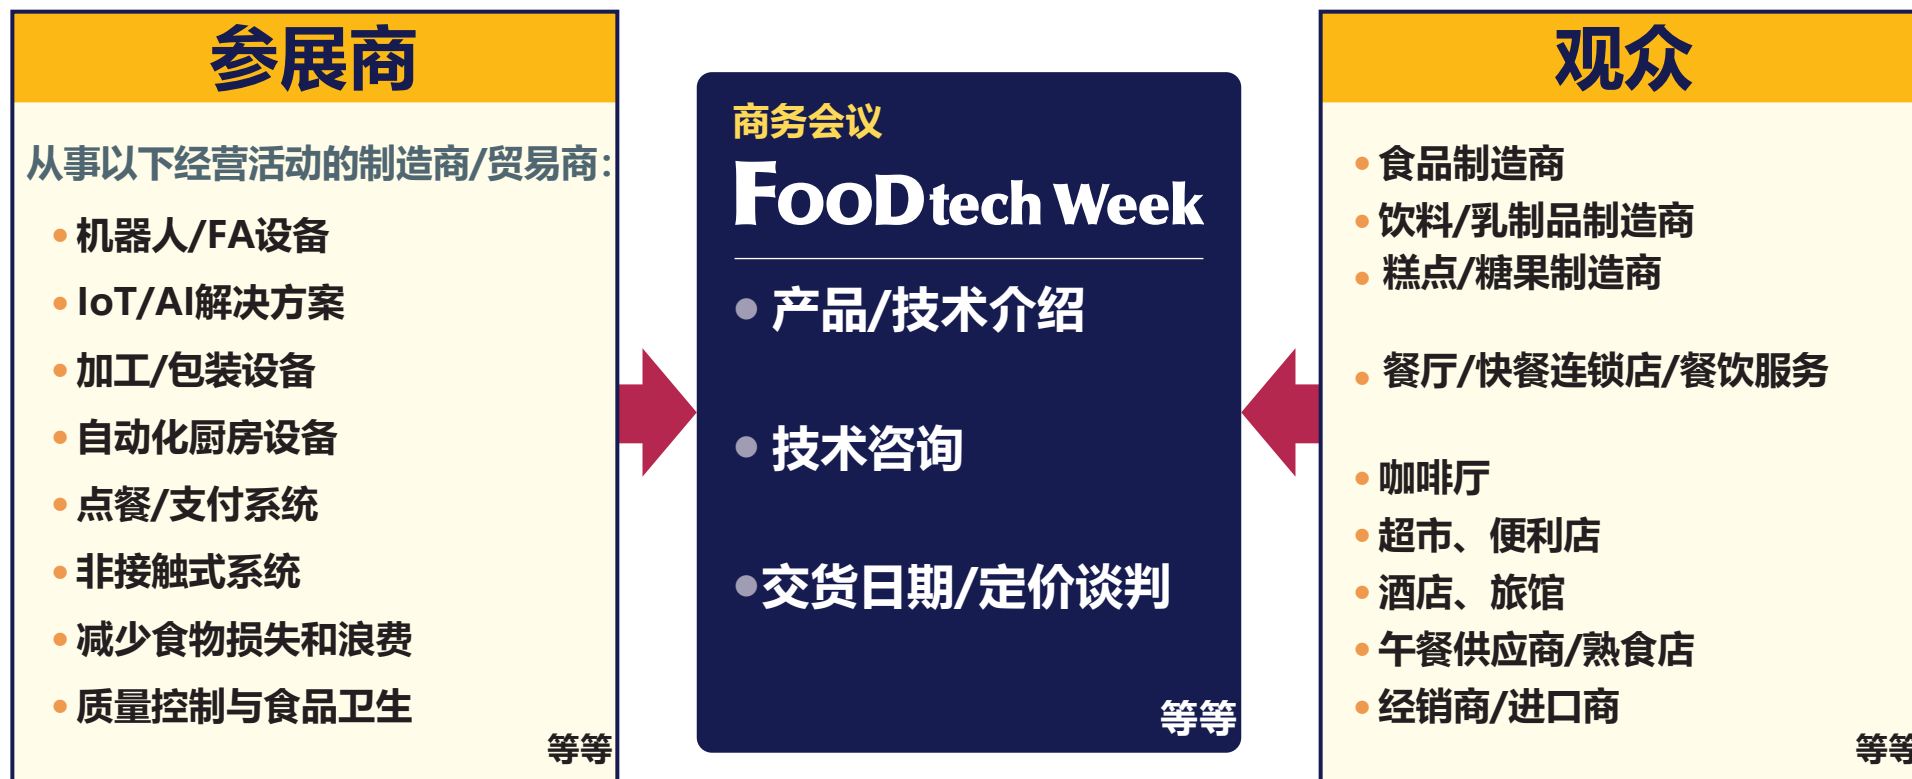 参展商
从事以下经营活动的制造商/贸易商：
• 机器人/FA设备
• IoT/AI解决方案
• 加工/包装设备
• 自动化厨房设备
• 点餐/支付系统
• 非接触式系统
• 减少食物损失和浪费
• 质量控制与食品卫生
等等
商务会议
FOODtech Week
• 产品/技术介绍
• 技术咨询
• 交货日期/定价谈判
等等
观众
• 食品制造商
• 饮料/乳制品制造商
• 糕点/糖果制造商
• 餐厅/快餐连锁店/餐饮服务
• 咖啡厅
• 超市、便利店
• 酒店、旅馆
• 午餐供应商/熟食店
• 经销商/进口商
等等